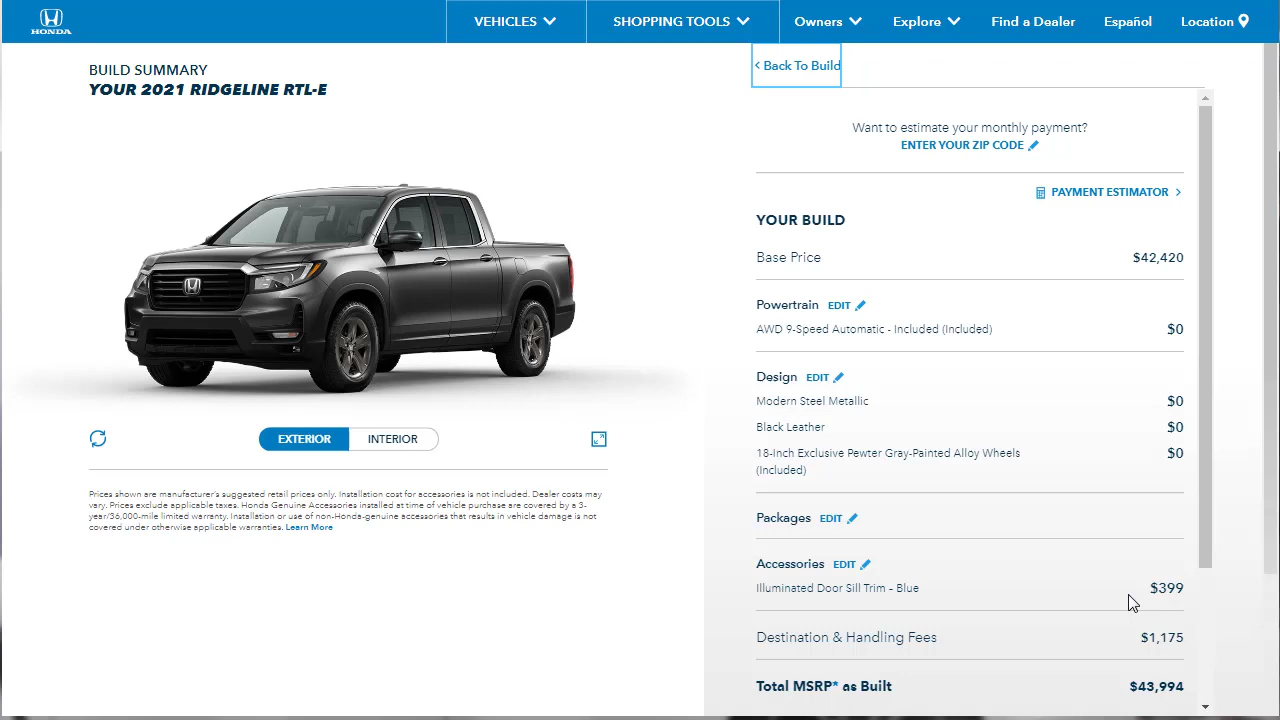 HONDA
VEHICLES
SHOPPING TOOLS
Owners
Explore
Find a Dealer
Español
Location
BUILD SUMMARY
YOUR 2021 RIDGELINE RTL-E
EXTERIOR
INTERIOR
Prices shown are manufacturer's suggested retail prices only. Installation cost for accessories is not included. Dealer costs may
vary. Prices exclude applicable taxes. Honda Genuine Accessories installed at time of vehicle purchase are covered by a 3-
year/36,000-mile limited warranty. Installation or use of non-Honda-genuine accessories that results in vehicle damage is not
covered under otherwise applicable warranties. Learn More
< Back To Build
Want to estimate your monthly payment?
ENTER YOUR ZIP CODE
PAYMENT ESTIMATOR >
YOUR BUILD
Base Price $42,420
Powertrain EDIT
AWD 9-Speed Automatic - Included (Included) $0
Design EDIT
Modern Steel Metallic $0
Black Leather $0
18-Inch Exclusive Pewter Gray-Painted Alloy Wheels $0
(Included)
Packages EDIT
Accessories EDIT
Illuminated Door Sill Trim – Blue $399
Destination & Handling Fees $1,175
Total MSRP* as Built $43,994